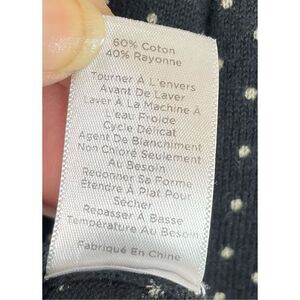 60% Coton
40% Rayonne
Tourner À L'envers
Avant De Laver
Laver À La Machine À
L'eau Froide
Cycle Délicat
Agent De Blanchiment
Non Chloré Seulement
Au Besoin
Redonner Sa Forme
Étendre À Plat Pour
Sécher
Repasser À Basse
Température Au Besoin
Fabriqué En Chine